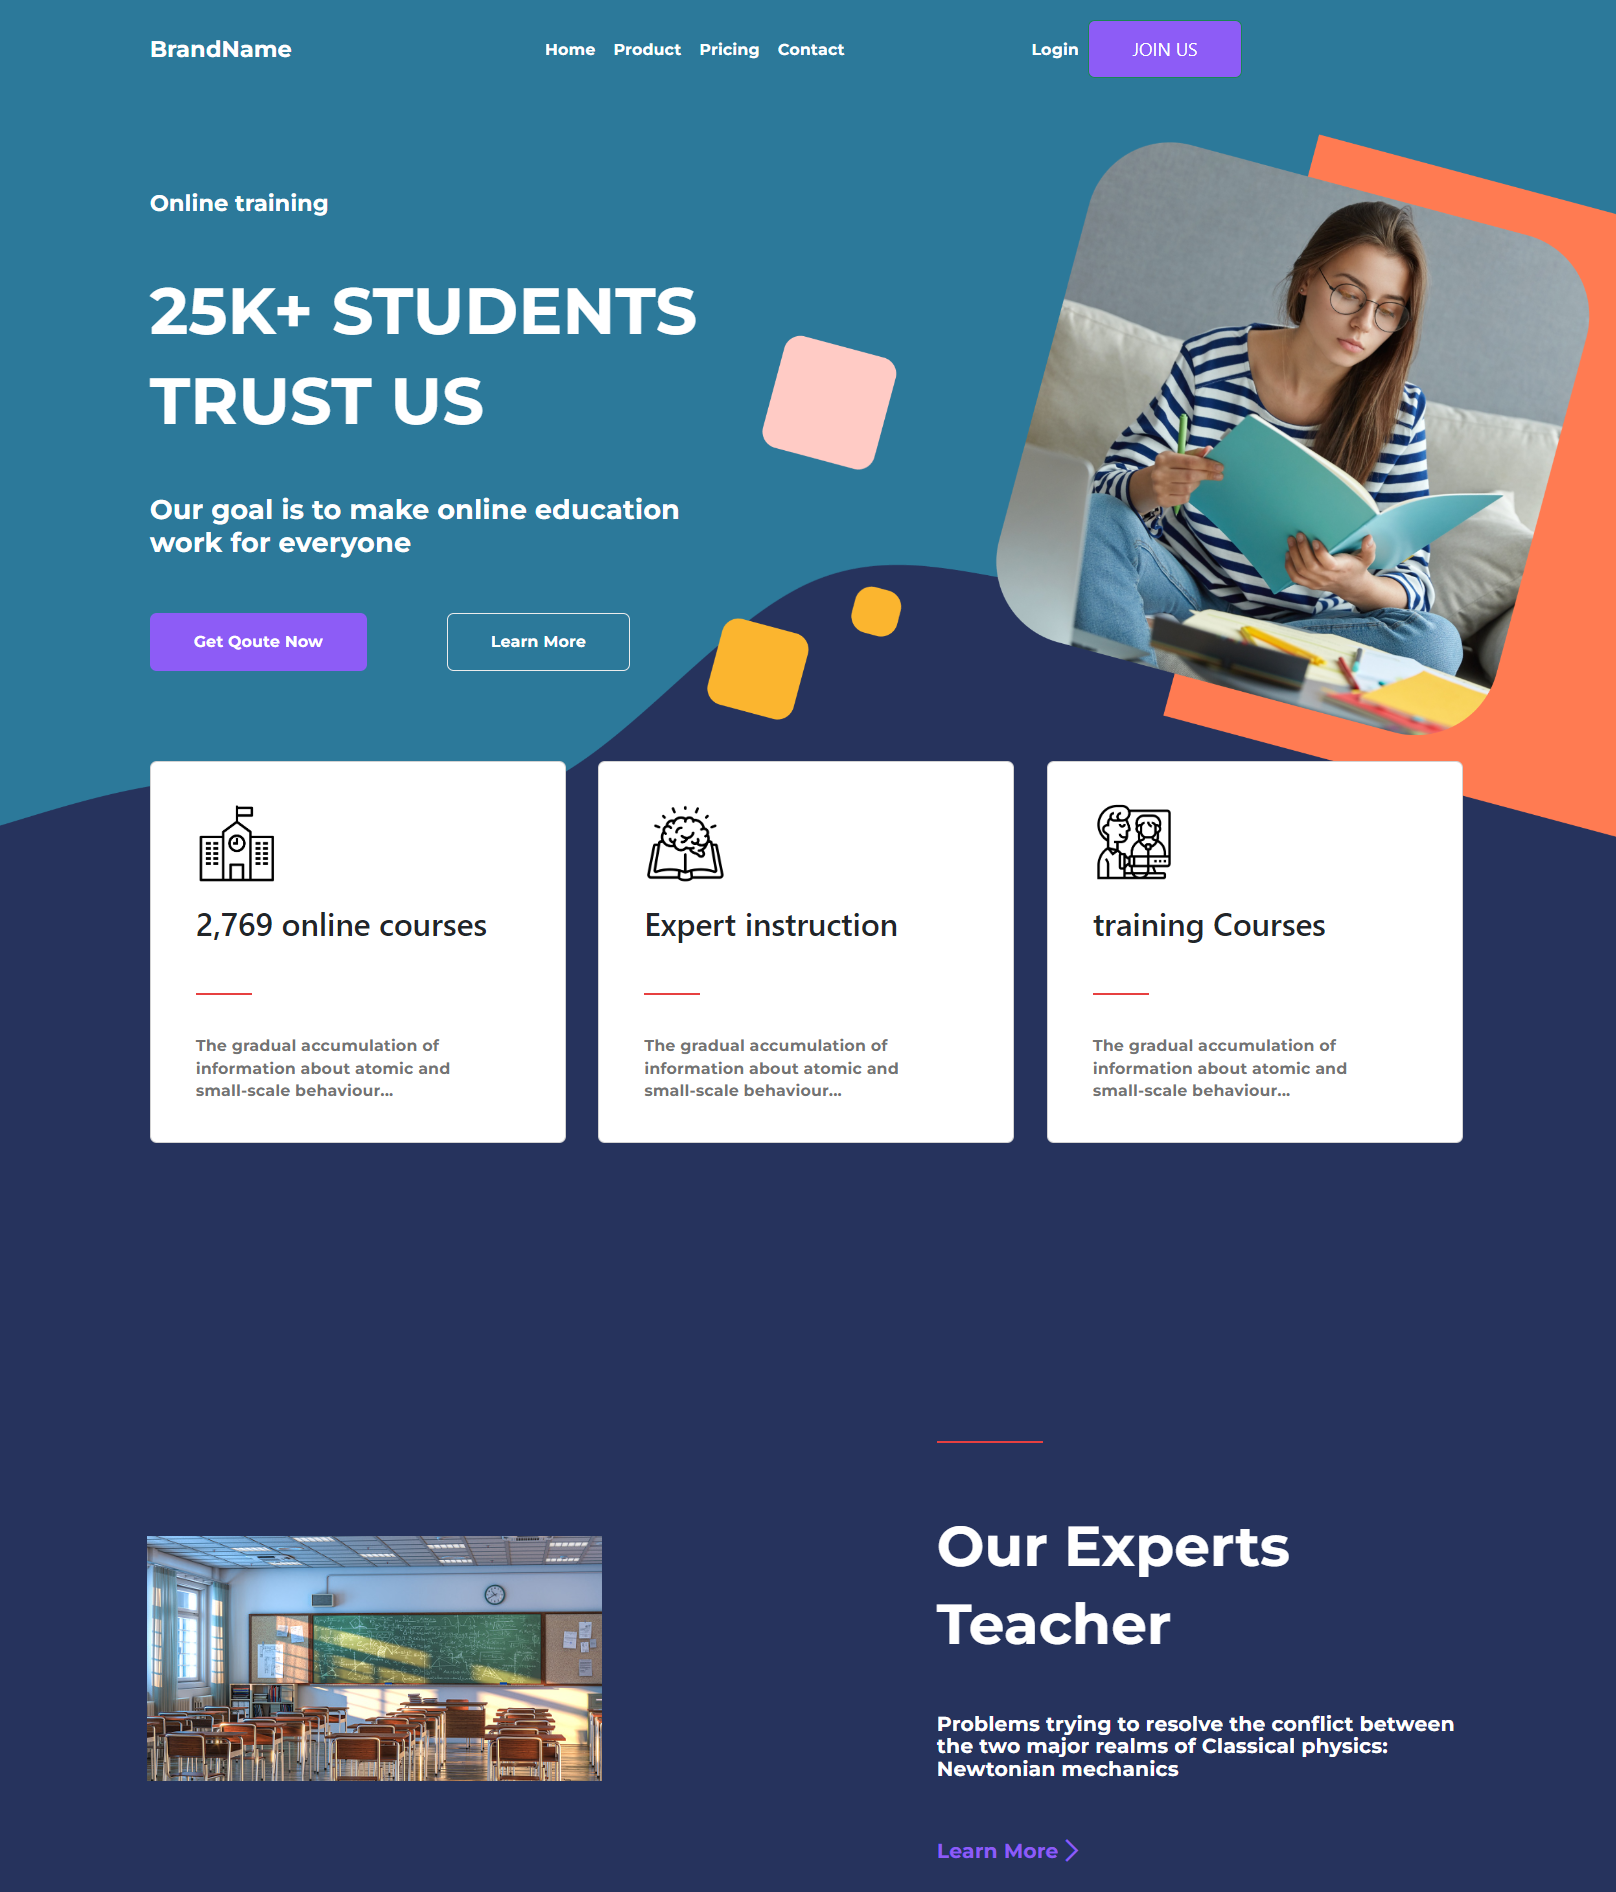 BrandName
Home Product Pricing Contact
Login JOIN US
Online training
25K+ STUDENTS
TRUST US
Our goal is to make online education
work for everyone
Get Qoute Now
Learn More
2,769 online courses
The gradual accumulation of
information about atomic and
small-scale behaviour...
Expert instruction
The gradual accumulation of
information about atomic and
small-scale behaviour...
training Courses
The gradual accumulation of
information about atomic and
small-scale behaviour...
Our Experts
Teacher
Problems trying to resolve the conflict between
the two major realms of Classical physics:
Newtonian mechanics
Learn More